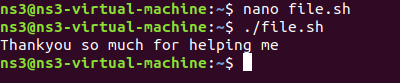 ns3@ns3-virtual-machine:~$ nano file.sh
ns3@ns3-virtual-machine:~$ ./file.sh
Thankyou so much for helping me
ns3@ns3-virtual-machine:~$